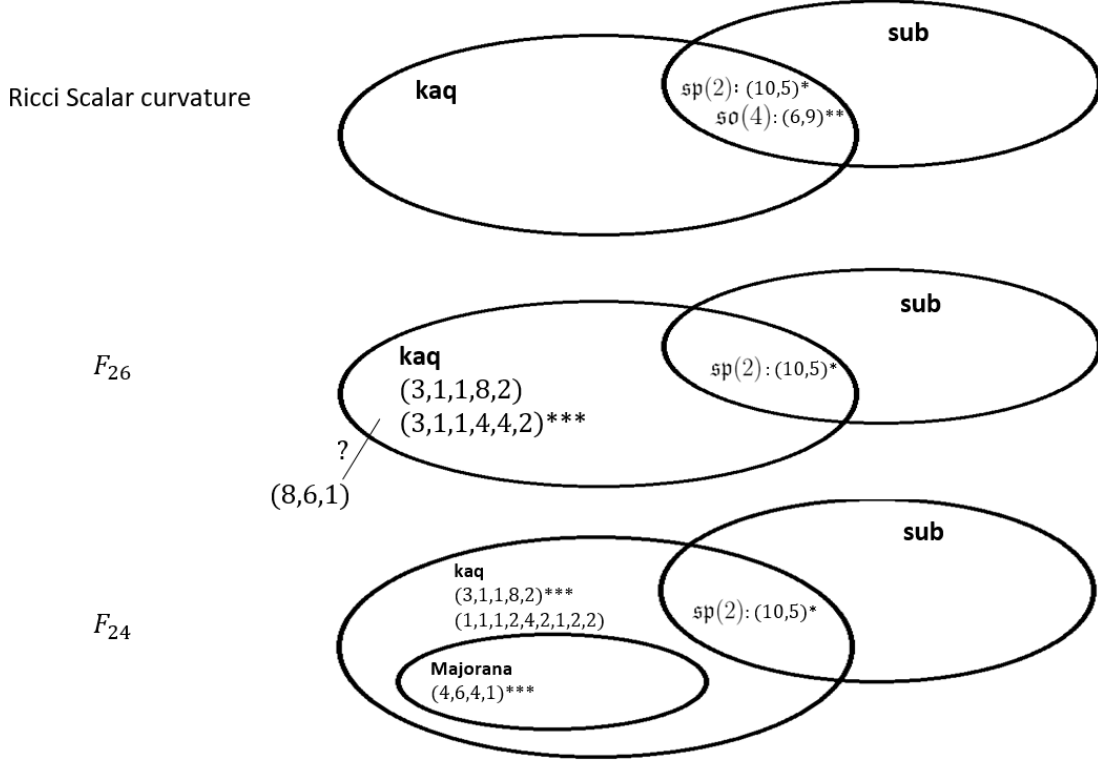 Ricci Scalar curvature
kaq
sub
𝔰𝔭(2): (10,5)*
𝔰𝔬(4): (6,9)**
F₂₆
kaq
(3,1,1,8,2)
(3,1,1,4,4,2)***
sub
𝔰𝔭(2): (10,5)*
?
(8,6,1)
F₂₄
kaq
(3,1,1,8,2)***
(1,1,1,2,4,2,1,2,2)
Majorana
(4,6,4,1)***
sub
𝔰𝔭(2): (10,5)*